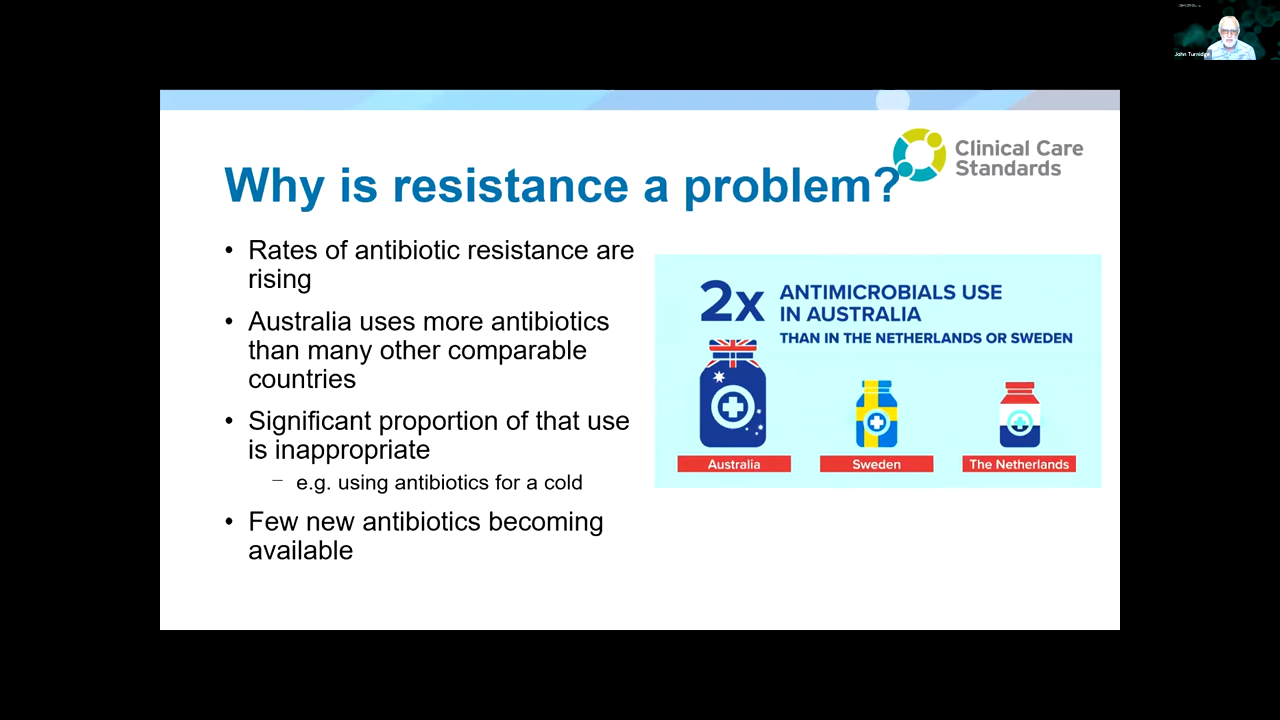 John Turnidge
Clinical Care
Standards
Why is resistance a problem?
• Rates of antibiotic resistance are
rising
• Australia uses more antibiotics
than many other comparable
countries
• Significant proportion of that use
is inappropriate
– e.g. using antibiotics for a cold
• Few new antibiotics becoming
available
2x ANTIMICROBIALS USE
IN AUSTRALIA
THAN IN THE NETHERLANDS OR SWEDEN
Australia
Sweden
The Netherlands